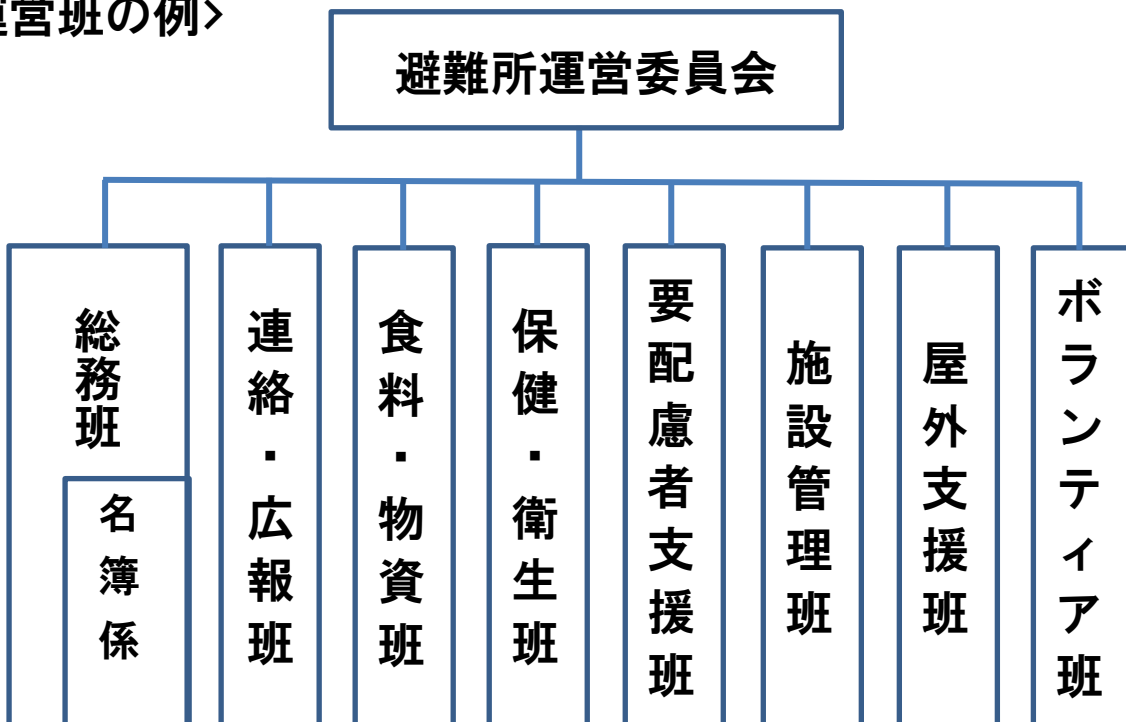 営班の例>
避難所運営委員会
総務班
名簿係
連絡・広報班
食料・物資班
保健・衛生班
要配慮者支援班
施設管理班
屋外支援班
ボランティア班